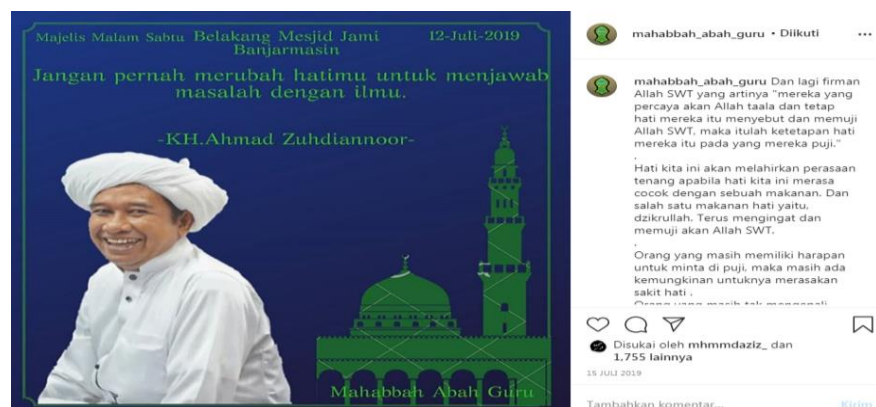 Majelis Malam Sabtu Belakang Mesjid Jami 12-Juli-2019
Banjarmasin
Jangan pernah merubah hatimu untuk menjawab
masalah dengan ilmu.
-KH.Ahmad Zuhdiannoor-
Mahabbah Abah Guru
mahabbah_abah_guru • Diikuti
mahabbah_abah_guru Dan lagi firman
Allah SWT yang artinya "mereka yang
percaya akan Allah taala dan tetap
hati mereka itu menyebut dan memuji
Allah SWT, maka itulah ketetapan hati
mereka itu pada yang mereka puji."
.
Hati kita ini akan melahirkan perasaan
tenang apabila hati kita ini merasa
cocok dengan sebuah makanan. Dan
salah satu makanan hati yaitu,
dzikrullah. Terus mengingat dan
memuji akan Allah SWT.
.
Orang yang masih memiliki harapan
untuk minta di puji, maka masih ada
kemungkinan untuknya merasakan
sakit hati .
Orang yang masih tak mengenali
Disukai oleh mhmmdaziz_ dan
1,755 lainnya
15 JULI 2019
Tambahkan komentar... Kirim